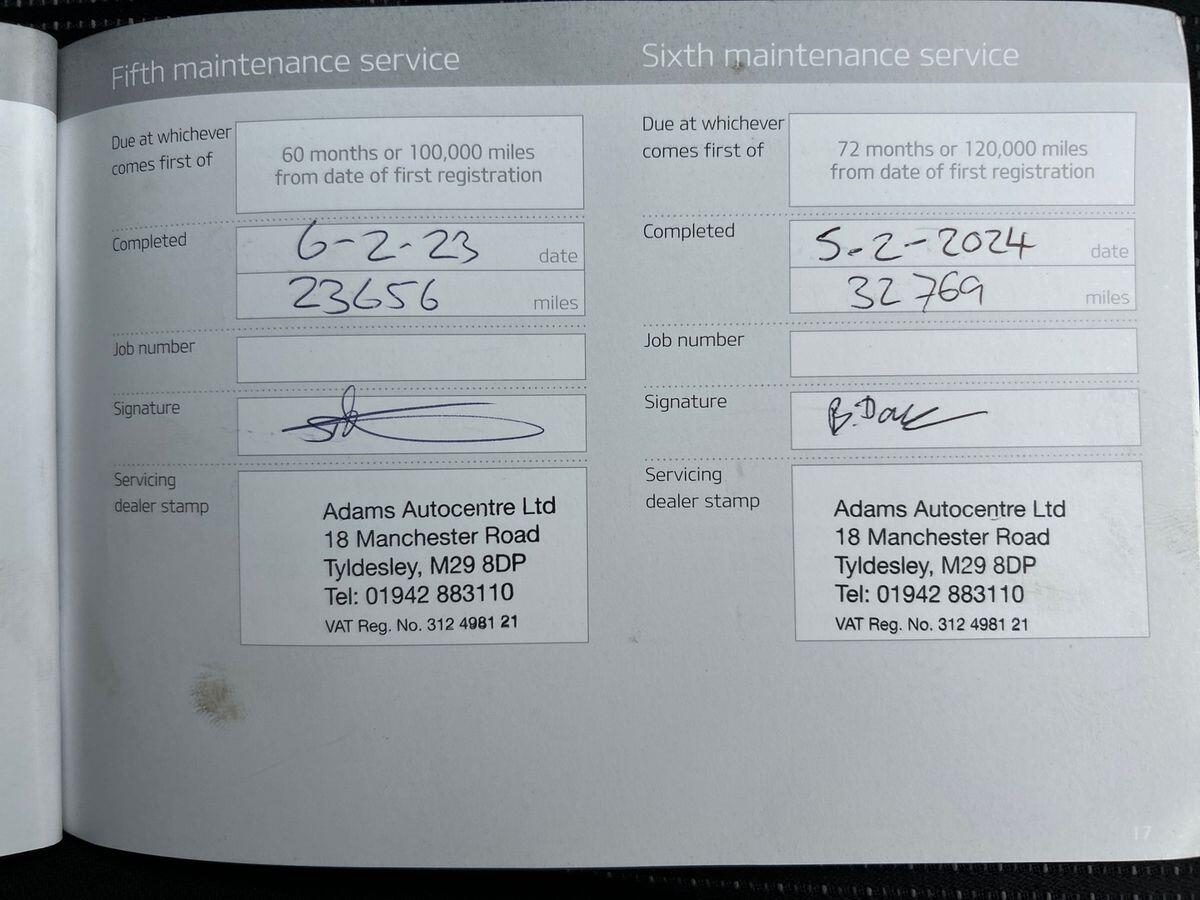 Fifth maintenance service
Due at whichever
comes first of
60 months or 100,000 miles
from date of first registration
Completed
6-2-23 date
23656 miles
Job number
Signature
Servicing
dealer stamp
Adams Autocentre Ltd
18 Manchester Road
Tyldesley, M29 8DP
Tel: 01942 883110
VAT Reg. No. 312 4981 21
Sixth maintenance service
Due at whichever
comes first of
72 months or 120,000 miles
from date of first registration
Completed
5-2-2024 date
32769 miles
Job number
Signature
Servicing
dealer stamp
Adams Autocentre Ltd
18 Manchester Road
Tyldesley, M29 8DP
Tel: 01942 883110
VAT Reg. No. 312 4981 21
17